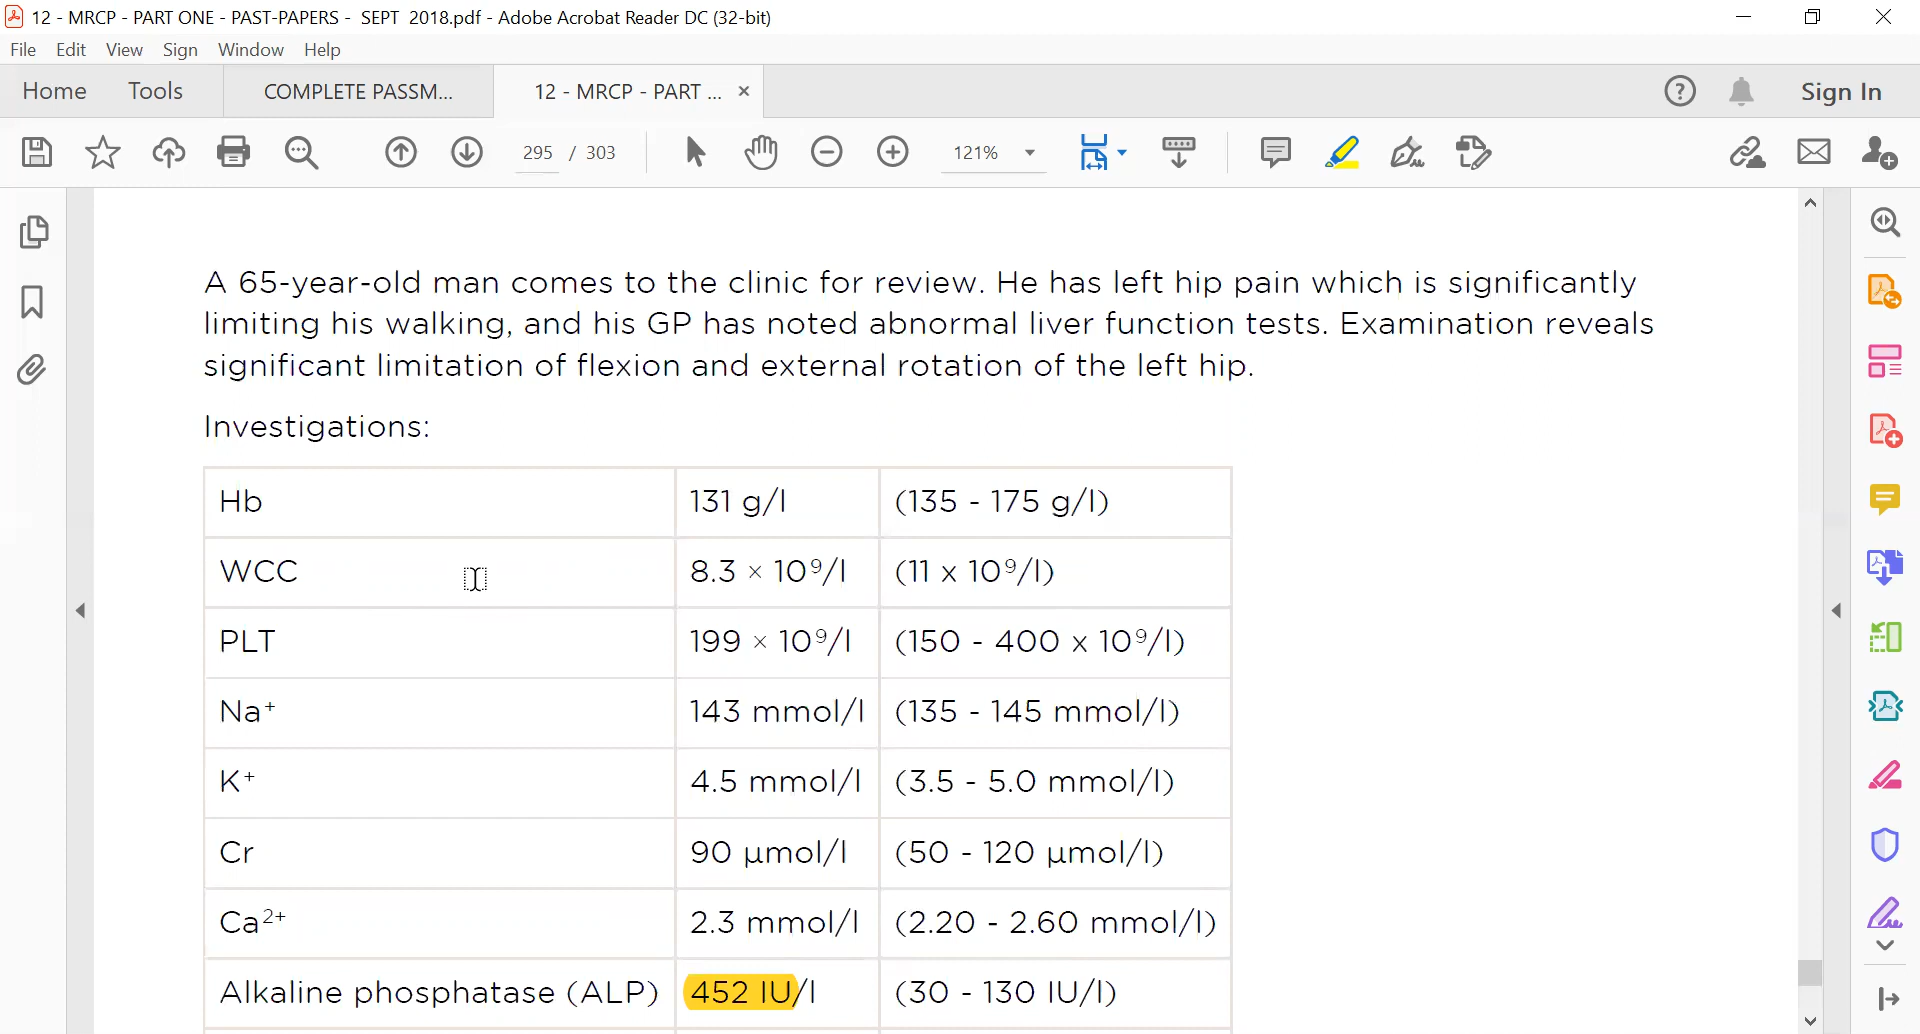 12 - MRCP - PART ONE - PAST-PAPERS - SEPT 2018.pdf - Adobe Acrobat Reader DC (32-bit)
File Edit View Sign Window Help
Home Tools COMPLETE PASSM... 12 - MRCP - PART ... × Sign In
295 / 303 121%
A 65-year-old man comes to the clinic for review. He has left hip pain which is significantly
limiting his walking, and his GP has noted abnormal liver function tests. Examination reveals
significant limitation of flexion and external rotation of the left hip.
Investigations:
Hb 131 g/l (135 - 175 g/l)
WCC 8.3 × 10⁹/l (11 x 10⁹/l)
PLT 199 × 10⁹/l (150 - 400 x 10⁹/l)
Na⁺ 143 mmol/l (135 - 145 mmol/l)
K⁺ 4.5 mmol/l (3.5 - 5.0 mmol/l)
Cr 90 µmol/l (50 - 120 µmol/l)
Ca²⁺ 2.3 mmol/l (2.20 - 2.60 mmol/l)
Alkaline phosphatase (ALP) 452 IU/l (30 - 130 IU/l)